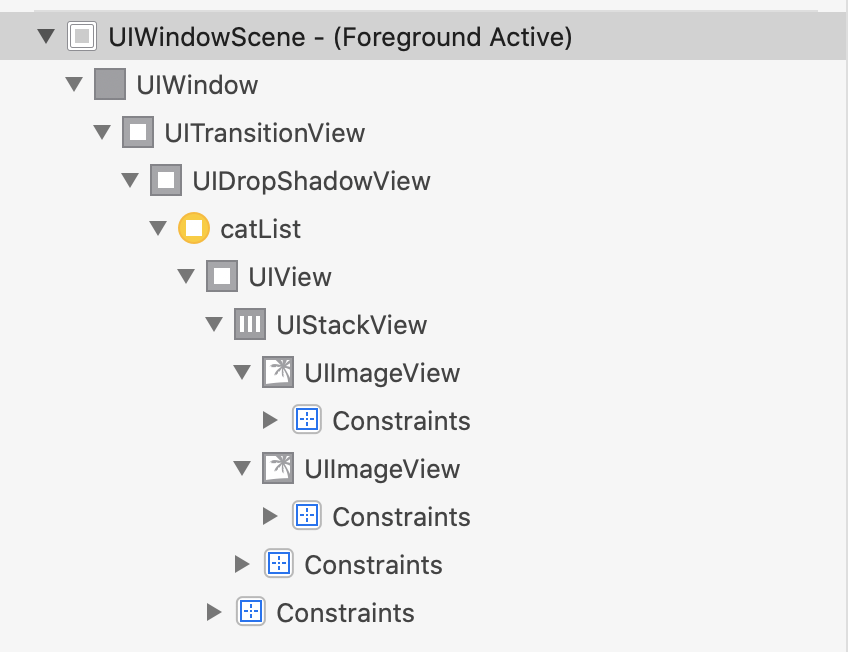 UIWindowScene - (Foreground Active)
UIWindow
UITransitionView
UIDropShadowView
catList
UIView
UIStackView
UIImageView
Constraints
UIImageView
Constraints
Constraints
Constraints